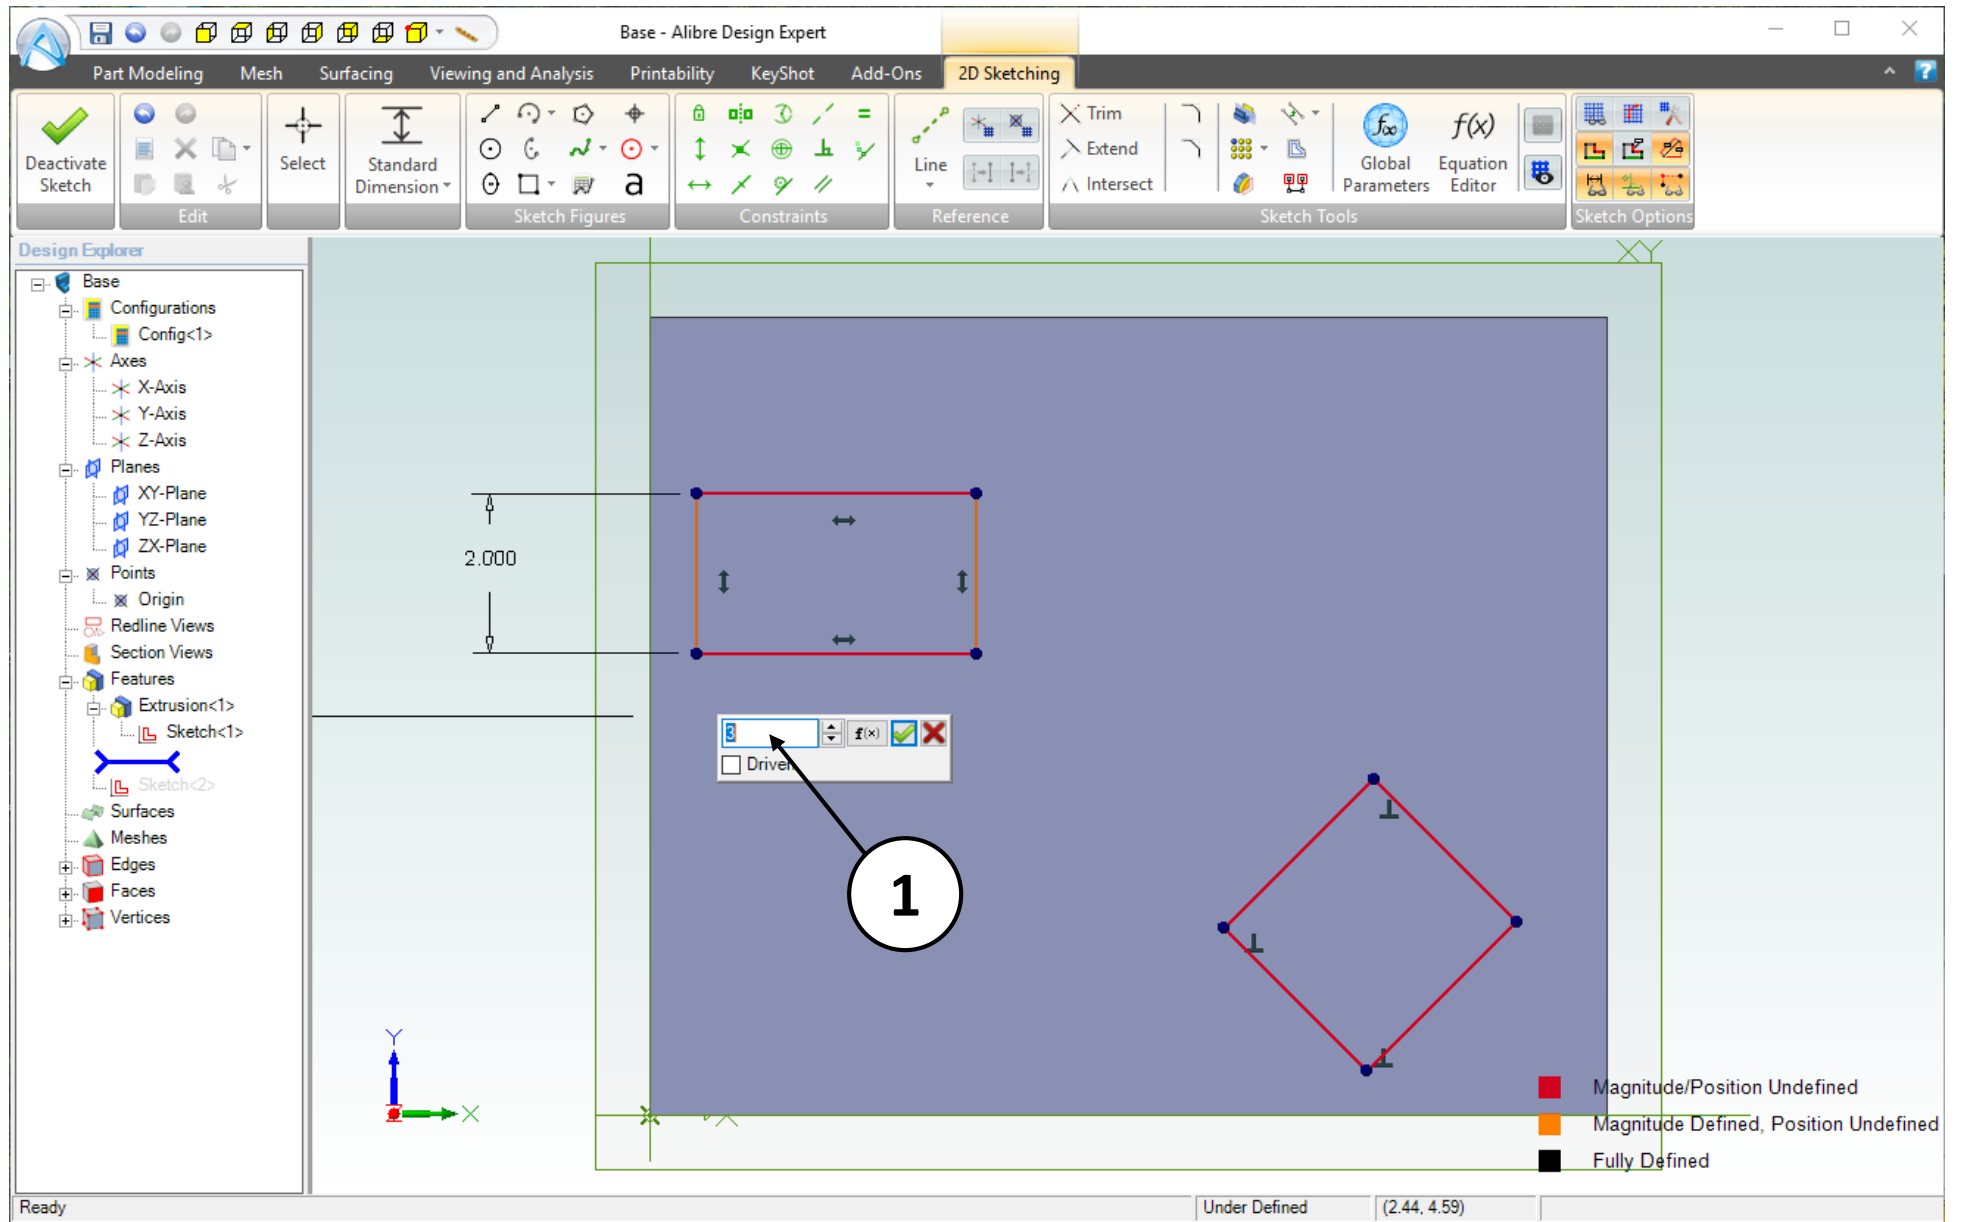 Base - Alibre Design Expert
Part Modeling Mesh Surfacing Viewing and Analysis Printability KeyShot Add-Ons 2D Sketching
Deactivate Sketch
Edit
Select
Standard Dimension
a
Sketch Figures
Constraints
Line
Reference
Trim
Extend
Intersect
f∞
Global Parameters
f(x)
Equation Editor
Sketch Tools
Sketch Options
Design Explorer
Base
Configurations
Config<1>
Axes
X-Axis
Y-Axis
Z-Axis
Planes
XY-Plane
YZ-Plane
ZX-Plane
Points
Origin
Redline Views
Section Views
Features
Extrusion<1>
Sketch<1>
Sketch<2>
Surfaces
Meshes
Edges
Faces
Vertices
XY
2.000
3 f(x)
Driven
1
Y
X
X
Magnitude/Position Undefined
Magnitude Defined, Position Undefined
Fully Defined
Ready Under Defined (2.44, 4.59)